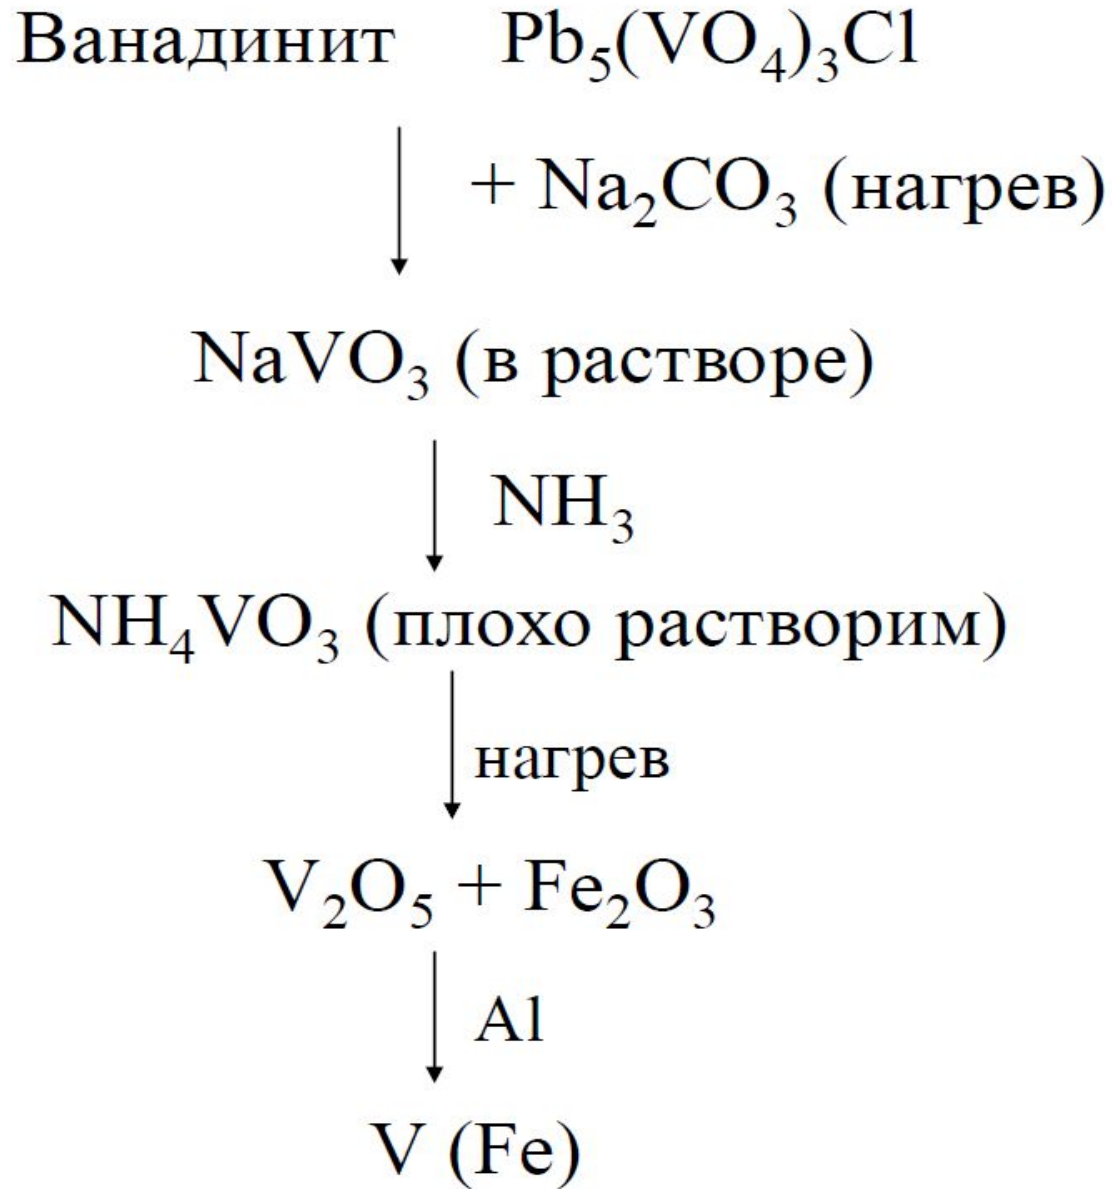 Ванадинит Pb₅(VO₄)₃Cl
+ Na₂CO₃ (нагрев)
NaVO₃ (в растворе)
NH₃
NH₄VO₃ (плохо растворим)
нагрев
V₂O₅ + Fe₂O₃
Al
V (Fe)